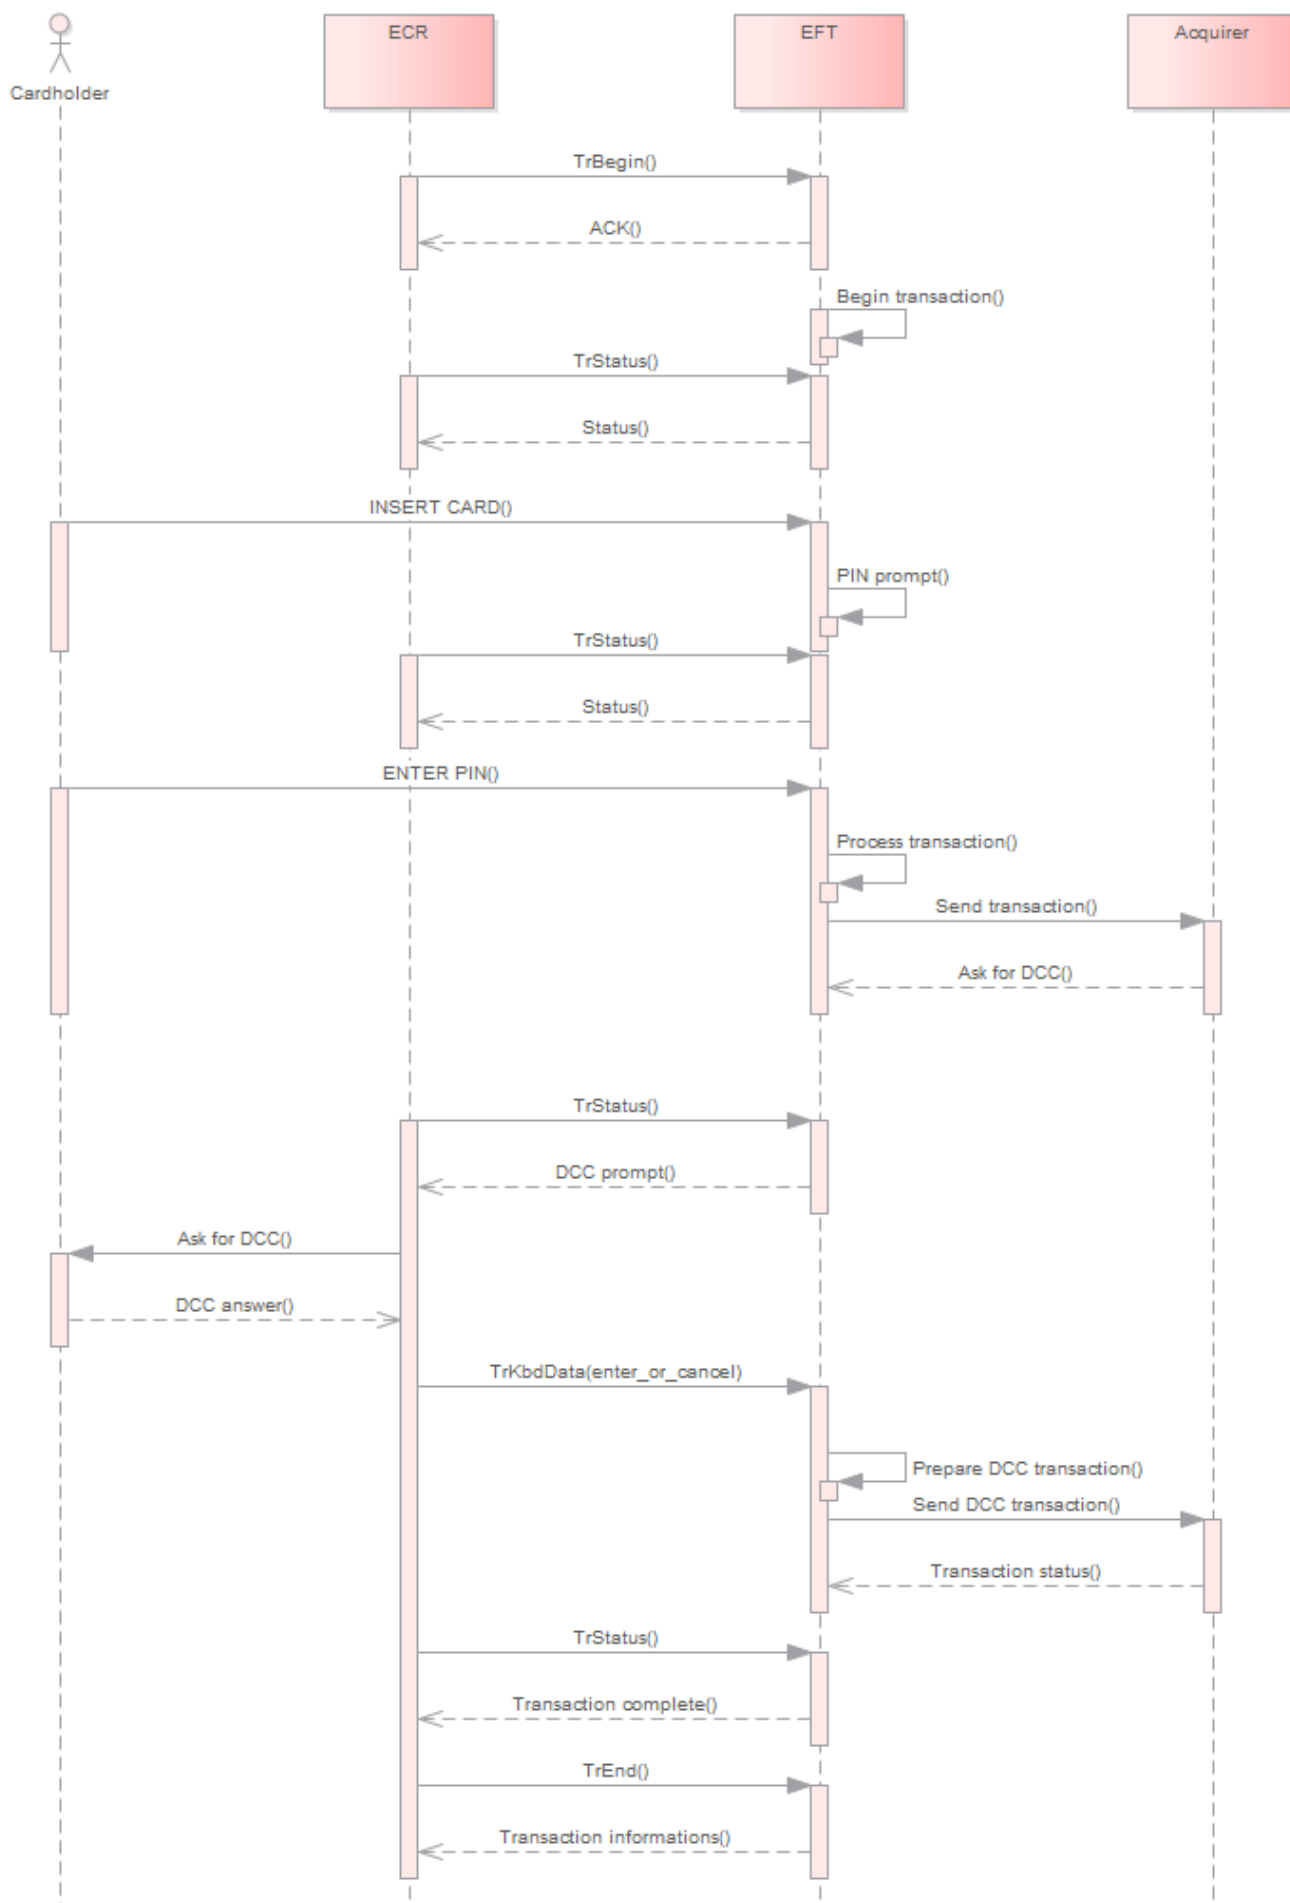 Cardholder
ECR
EFT
Acquirer
TrBegin()
ACK()
Begin transaction()
TrStatus()
Status()
INSERT CARD()
PIN prompt()
TrStatus()
Status()
ENTER PIN()
Process transaction()
Send transaction()
Ask for DCC()
TrStatus()
DCC prompt()
Ask for DCC()
DCC answer()
TrKbdData(enter_or_cancel)
Prepare DCC transaction()
Send DCC transaction()
Transaction status()
TrStatus()
Transaction complete()
TrEnd()
Transaction informations()